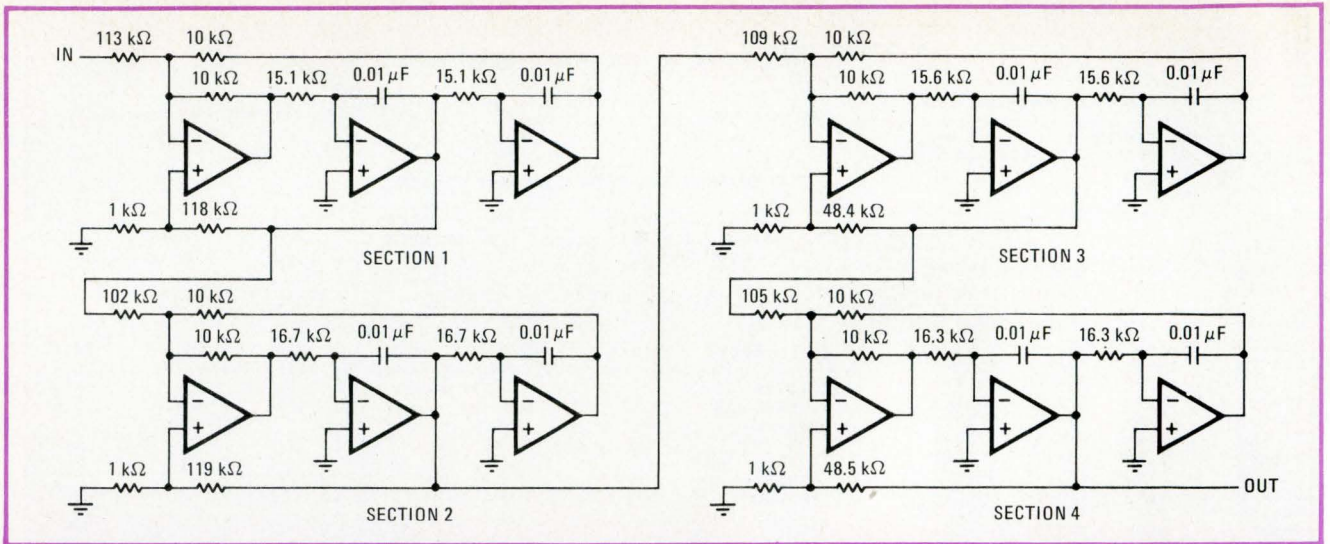 IN 113 kΩ 10 kΩ
10 kΩ 15.1 kΩ 0.01 μF 15.1 kΩ 0.01 μF
− − −
+ + +
1 kΩ 118 kΩ
SECTION 1
102 kΩ 10 kΩ
10 kΩ 16.7 kΩ 0.01 μF 16.7 kΩ 0.01 μF
− − −
+ + +
1 kΩ 119 kΩ
SECTION 2
109 kΩ 10 kΩ
10 kΩ 15.6 kΩ 0.01 μF 15.6 kΩ 0.01 μF
− − −
+ + +
1 kΩ 48.4 kΩ
SECTION 3
105 kΩ 10 kΩ
10 kΩ 16.3 kΩ 0.01 μF 16.3 kΩ 0.01 μF
− − −
+ + +
1 kΩ 48.5 kΩ OUT
SECTION 4